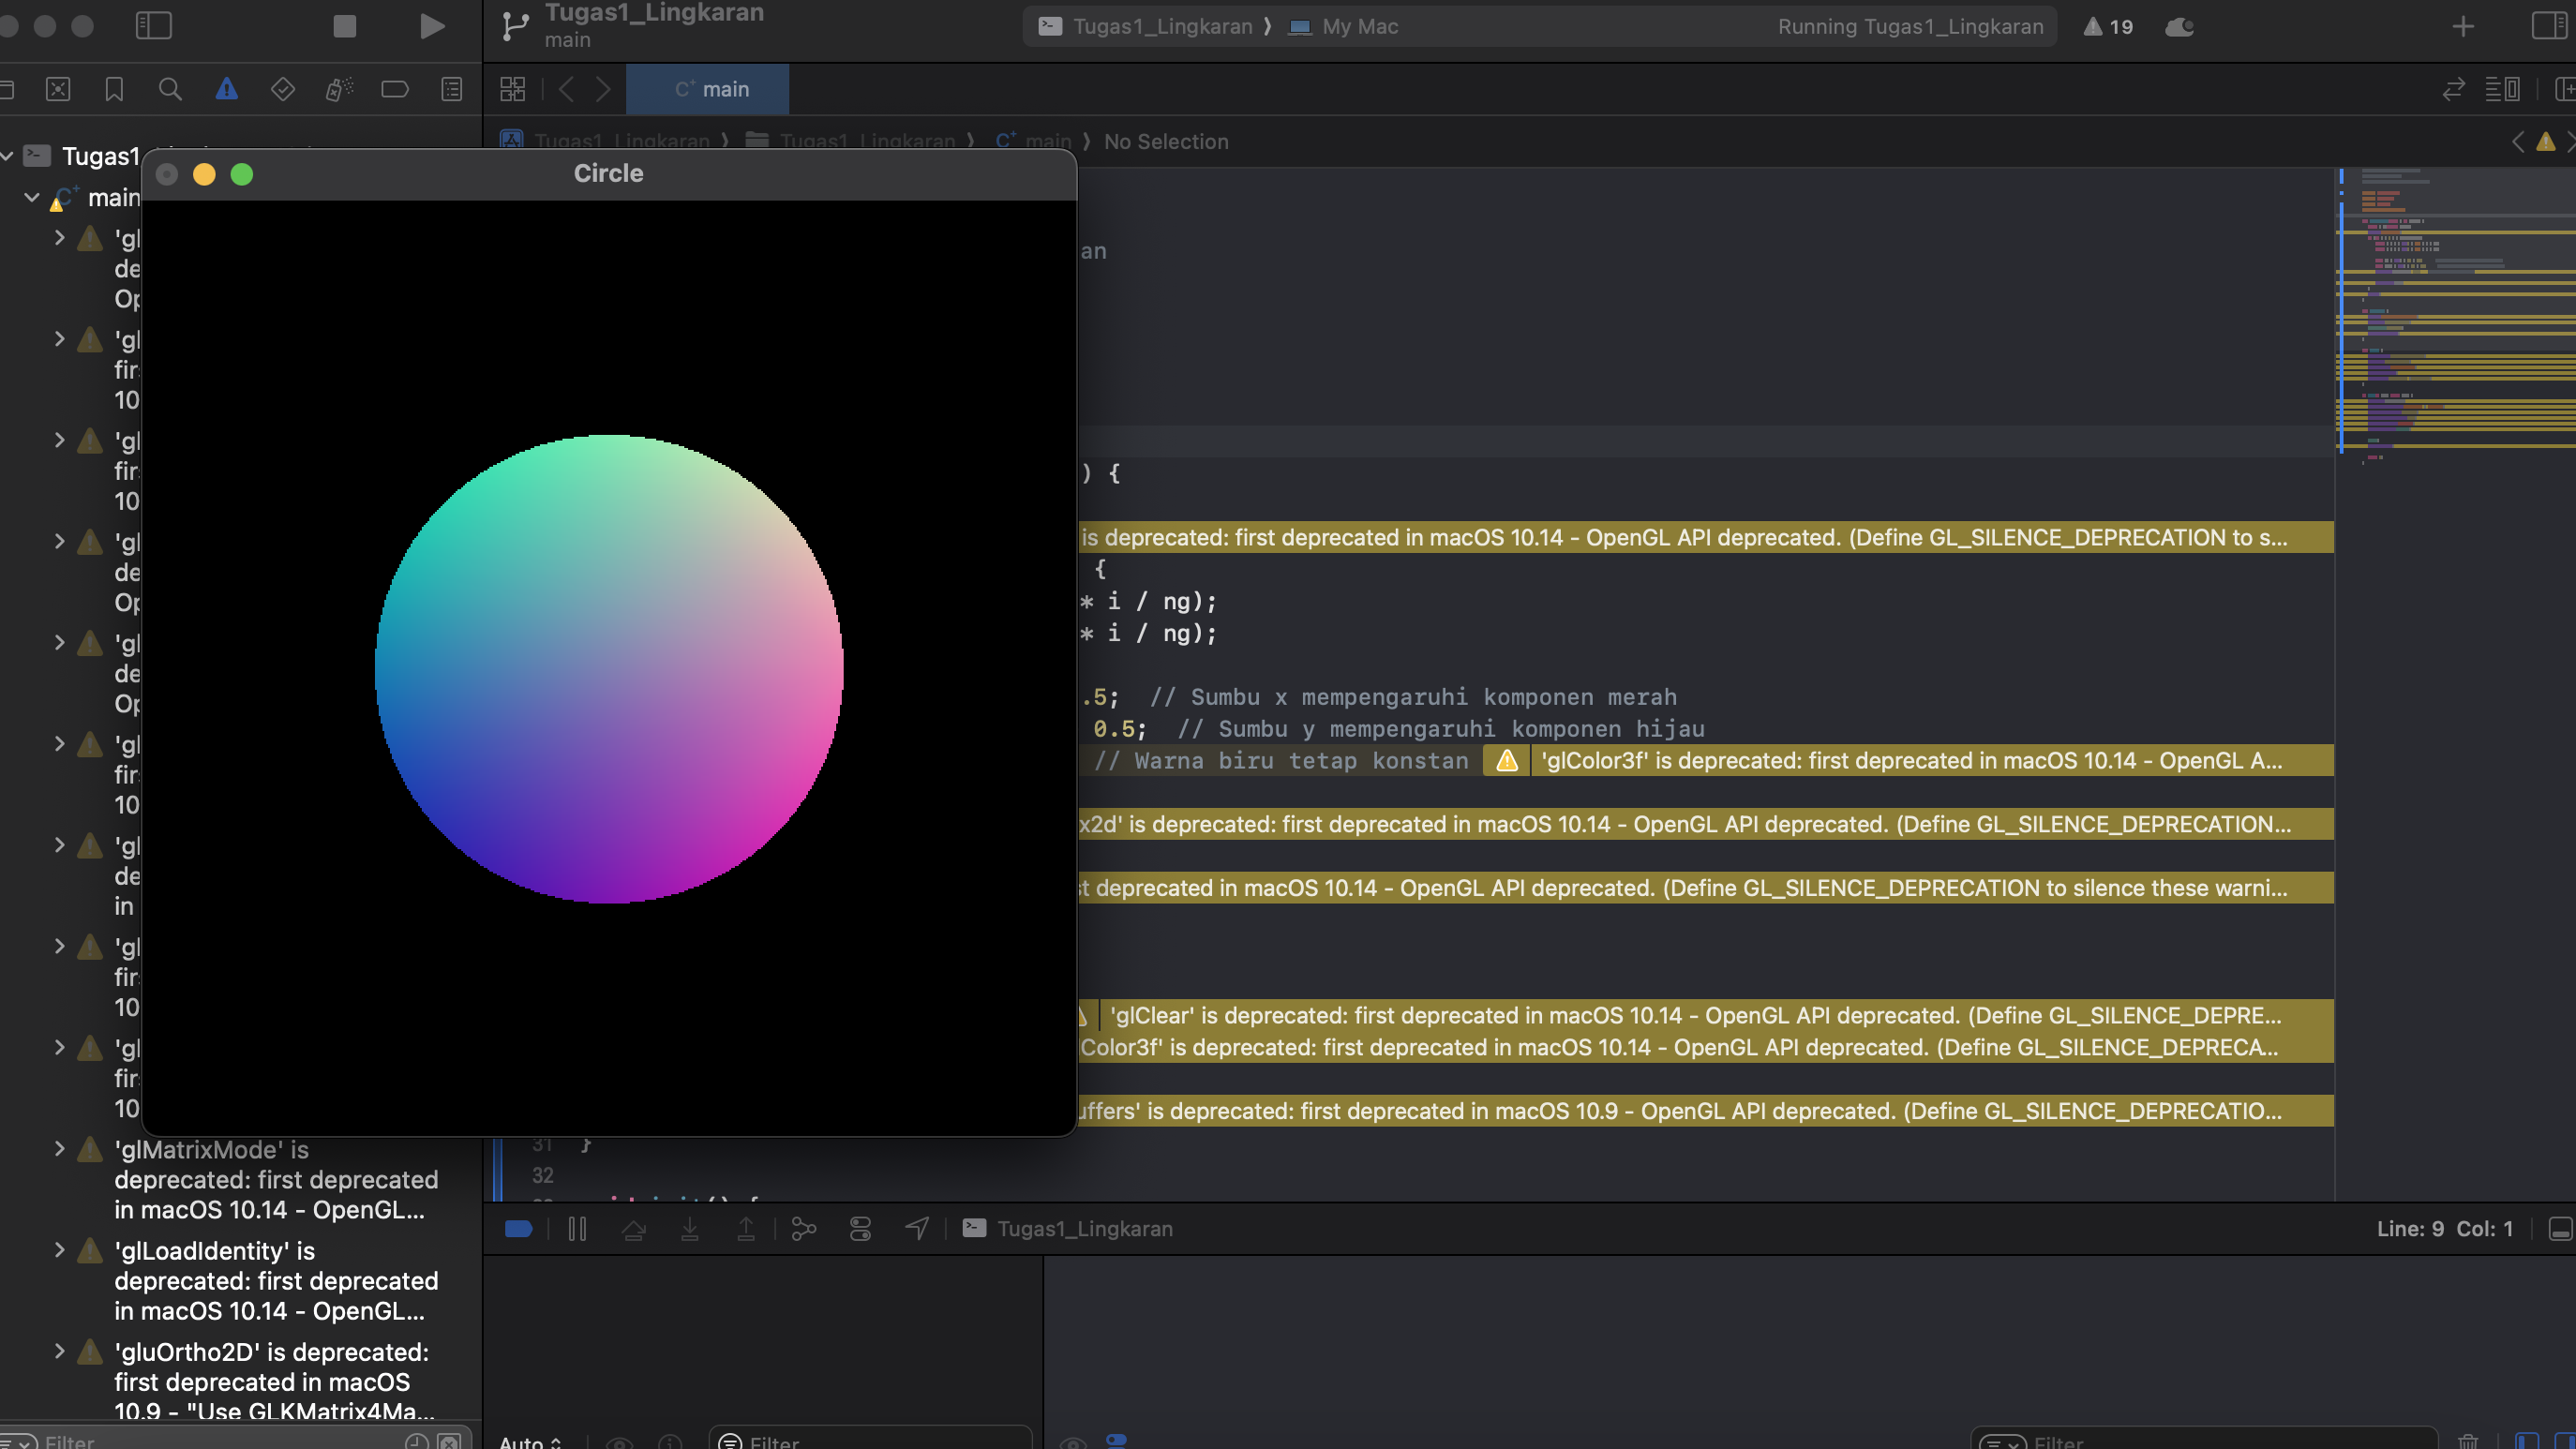 Tugas1_Lingkaran
main
Tugas1_Lingkaran
My Mac
Running Tugas1_Lingkaran
19
C+ main
Tugas1_Lingkaran
Tugas1_Lingkaran
C+ main
No Selection
Tugas1
main
Circle
'gl
de
Op
'gl
fir
10
'gl
fir
10
'gl
de
Op
'gl
de
Op
'gl
fir
10
'gl
de
in
'gl
fir
10
'gl
fir
10
'glMatrixMode' is
deprecated: first deprecated
in macOS 10.14 - OpenGL...
'glLoadIdentity' is
deprecated: first deprecated
in macOS 10.14 - OpenGL...
'gluOrtho2D' is deprecated:
first deprecated in macOS
10.9 - "Use GLKMatrix4Ma...
Filter
an
) {
is deprecated: first deprecated in macOS 10.14 - OpenGL API deprecated. (Define GL_SILENCE_DEPRECATION to s...
{
* i / ng);
* i / ng);
.5; // Sumbu x mempengaruhi komponen merah
0.5; // Sumbu y mempengaruhi komponen hijau
// Warna biru tetap konstan
'glColor3f' is deprecated: first deprecated in macOS 10.14 - OpenGL A...
x2d' is deprecated: first deprecated in macOS 10.14 - OpenGL API deprecated. (Define GL_SILENCE_DEPRECATION...
st deprecated in macOS 10.14 - OpenGL API deprecated. (Define GL_SILENCE_DEPRECATION to silence these warni...
'glClear' is deprecated: first deprecated in macOS 10.14 - OpenGL API deprecated. (Define GL_SILENCE_DEPRE...
Color3f' is deprecated: first deprecated in macOS 10.14 - OpenGL API deprecated. (Define GL_SILENCE_DEPRECA...
uffers' is deprecated: first deprecated in macOS 10.9 - OpenGL API deprecated. (Define GL_SILENCE_DEPRECATIO...
31 }
32
Tugas1_Lingkaran
Line: 9 Col: 1
Auto
Filter
Filter